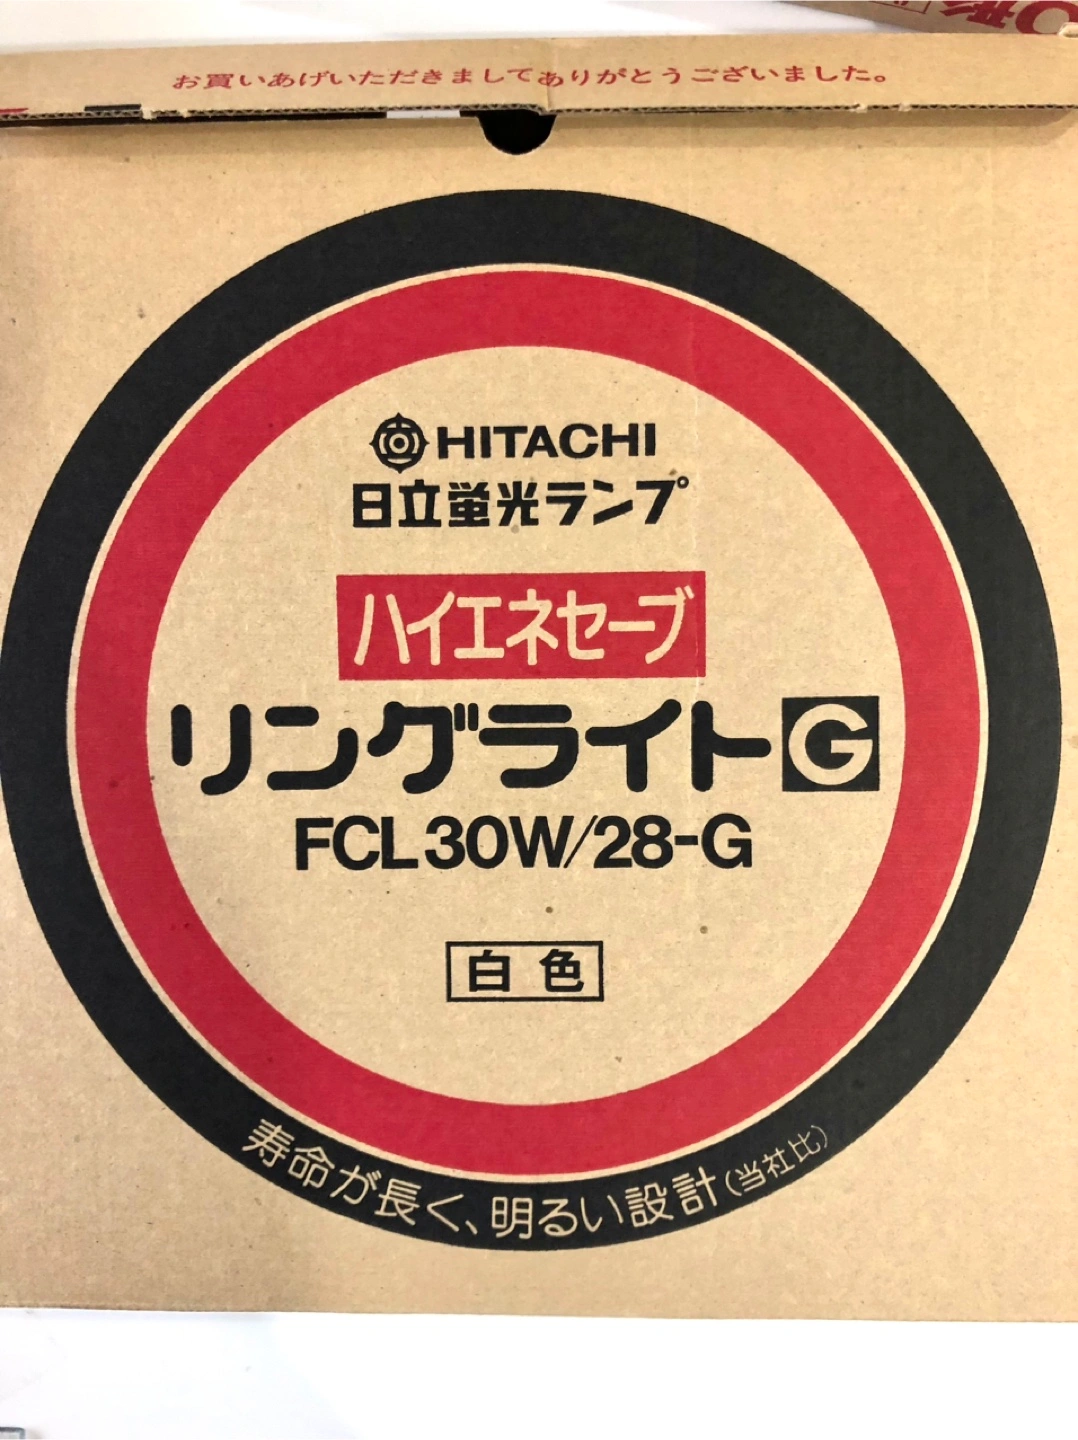 お買いあげいただきましてありがとうございました。
HITACHI
日立蛍光ランプ
ハイエネセーブ
リングライトG
FCL30W/28-G
白色
寿命が長く、明るい設計(当社比)